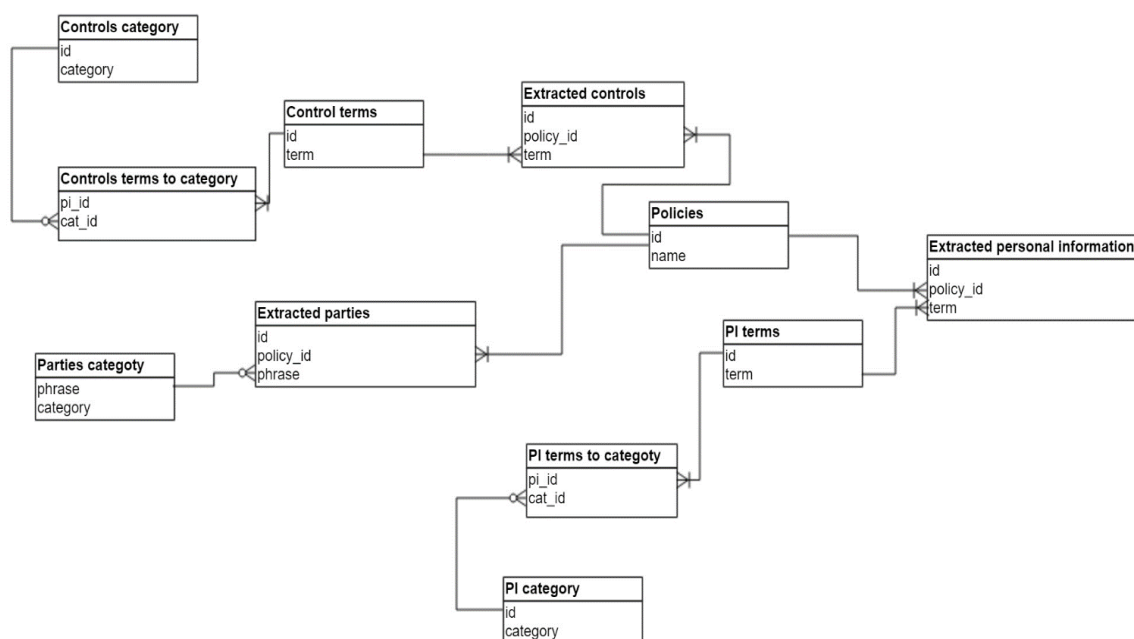 Controls category
id
category
Controls terms to category
pi_id
cat_id
Control terms
id
term
Extracted controls
id
policy_id
term
Policies
id
name
Extracted personal information
id
policy_id
term
Extracted parties
id
policy_id
phrase
Parties categoty
phrase
category
PI terms
id
term
PI terms to categoty
pi_id
cat_id
PI category
id
category